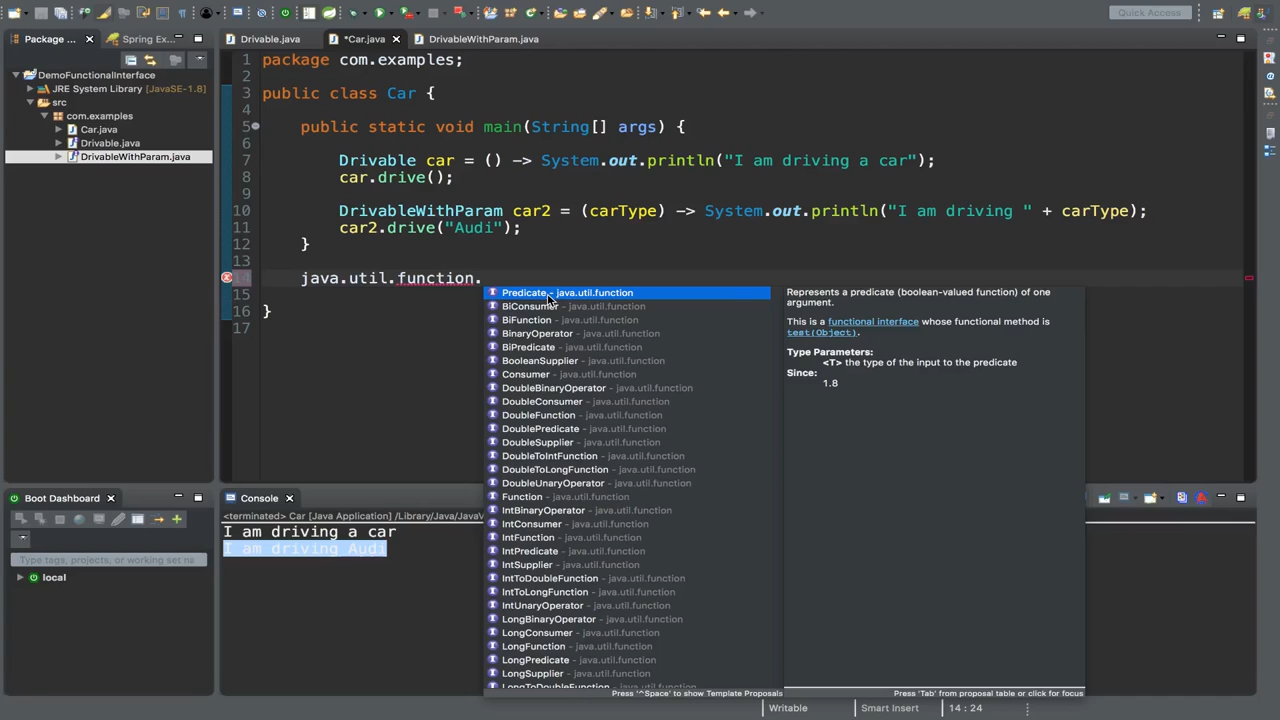 Quick Access
Package ...
Spring Ex...
Drivable.java
*Car.java
DrivableWithParam.java
DemoFunctionalInterface
JRE System Library [JavaSE-1.8]
src
com.examples
Car.java
Drivable.java
DrivableWithParam.java
1 package com.examples;
2
3 public class Car {
4
5 public static void main(String[] args) {
6
7 Drivable car = () -> System.out.println("I am driving a car");
8 car.drive();
9
10 DrivableWithParam car2 = (carType) -> System.out.println("I am driving " + carType);
11 car2.drive("Audi");
12 }
13
14 java.util.function.
15
16 }
17
Predicate - java.util.function
BiConsumer - java.util.function
BiFunction - java.util.function
BinaryOperator - java.util.function
BiPredicate - java.util.function
BooleanSupplier - java.util.function
Consumer - java.util.function
DoubleBinaryOperator - java.util.function
DoubleConsumer - java.util.function
DoubleFunction - java.util.function
DoublePredicate - java.util.function
DoubleSupplier - java.util.function
DoubleToIntFunction - java.util.function
DoubleToLongFunction - java.util.function
DoubleUnaryOperator - java.util.function
Function - java.util.function
IntBinaryOperator - java.util.function
IntConsumer - java.util.function
IntFunction - java.util.function
IntPredicate - java.util.function
IntSupplier - java.util.function
IntToDoubleFunction - java.util.function
IntToLongFunction - java.util.function
IntUnaryOperator - java.util.function
LongBinaryOperator - java.util.function
LongConsumer - java.util.function
LongFunction - java.util.function
LongPredicate - java.util.function
LongSupplier - java.util.function
LongToDoubleFunction - java.util.function
Press '^Space' to show Template Proposals
Represents a predicate (boolean-valued function) of one
argument.
This is a functional interface whose functional method is
test(Object).
Type Parameters:
<T> the type of the input to the predicate
Since:
1.8
Press 'Tab' from proposal table or click for focus
Boot Dashboard
Type tags, projects, or working set na
local
Console
<terminated> Car [Java Application] /Library/Java/JavaV
I am driving a car
I am driving Audi
Writable
Smart Insert
14 : 24